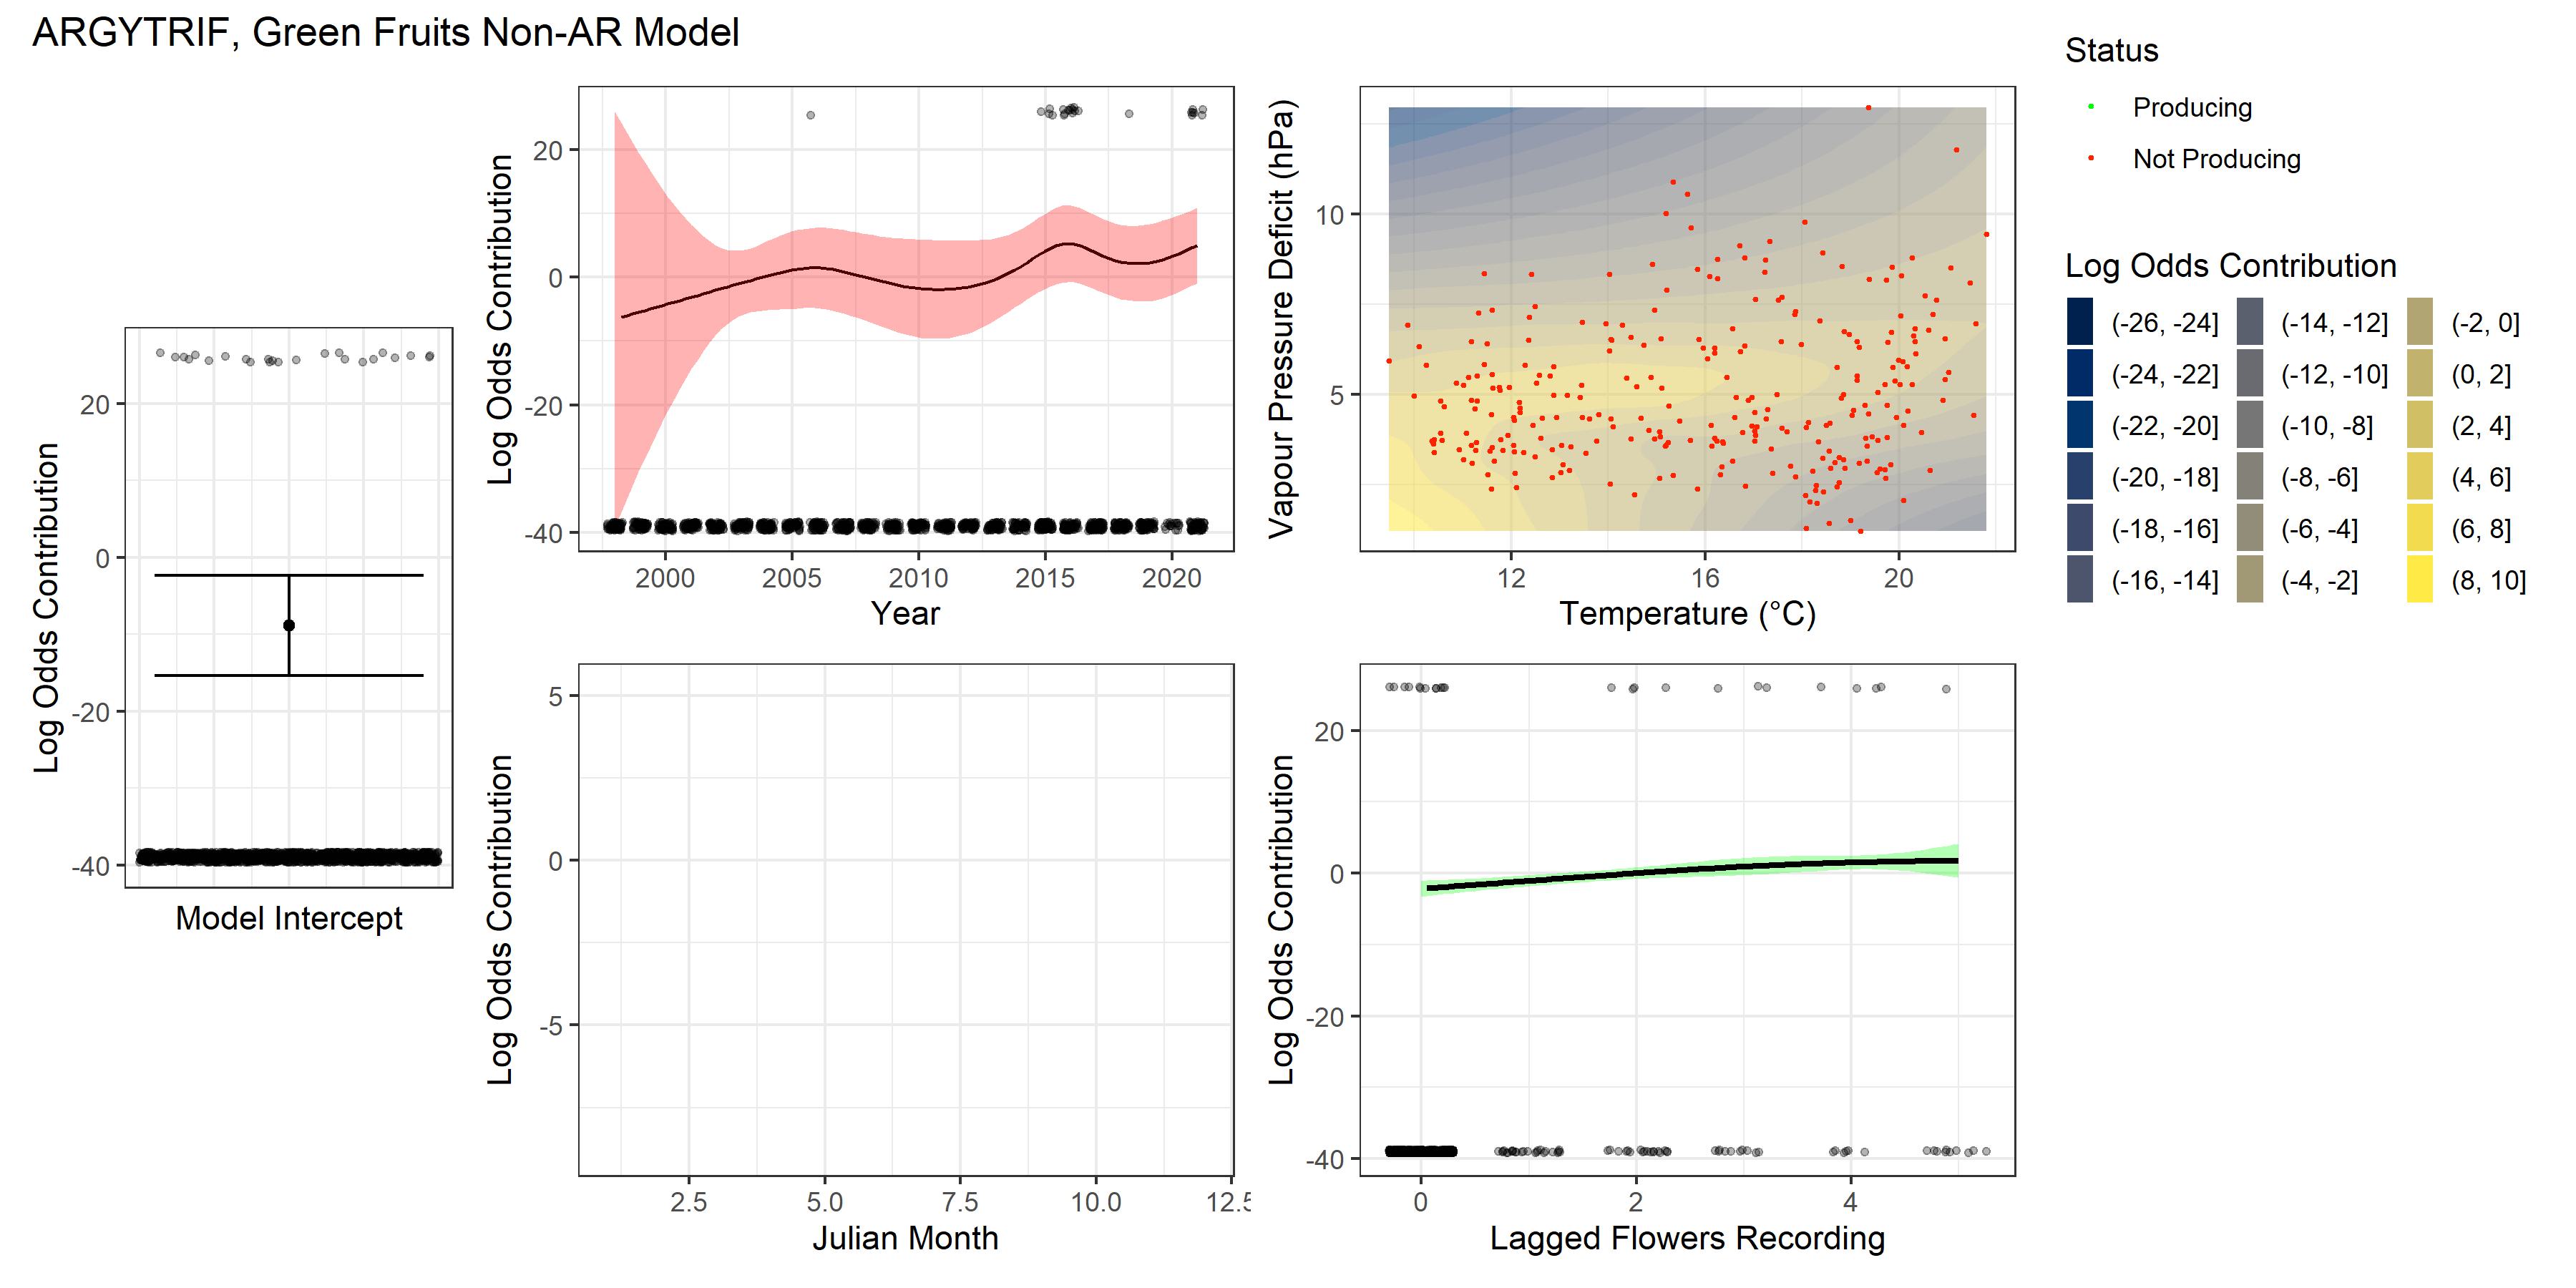 ARGYTRIF, Green Fruits Non-AR Model
Log Odds Contribution
20
0
-20
-40
Model Intercept
Log Odds Contribution
20
0
-20
-40
2000 2005 2010 2015 2020
Year
Vapour Pressure Deficit (hPa)
10
5
12 16 20
Temperature (°C)
Status
Producing
Not Producing
Log Odds Contribution
(-26, -24] (-14, -12] (-2, 0]
(-24, -22] (-12, -10] (0, 2]
(-22, -20] (-10, -8] (2, 4]
(-20, -18] (-8, -6] (4, 6]
(-18, -16] (-6, -4] (6, 8]
(-16, -14] (-4, -2] (8, 10]
Log Odds Contribution
5
0
-5
2.5 5.0 7.5 10.0 12.5
Julian Month
Log Odds Contribution
20
0
-20
-40
0 2 4
Lagged Flowers Recording